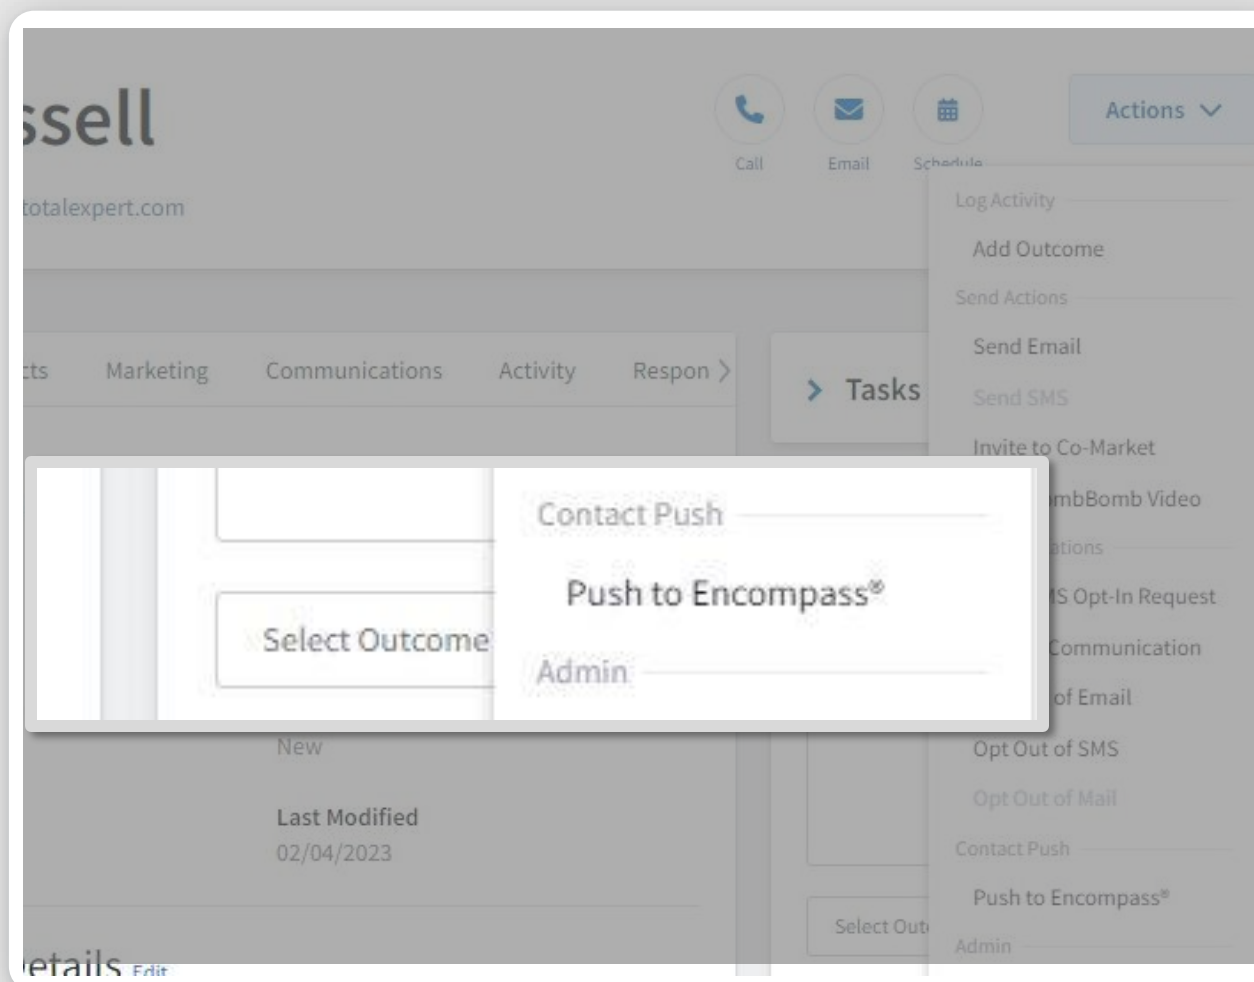 ssell
totalexpert.com
Call
Email
Schedule
Actions
Log Activity
Add Outcome
Send Actions
Send Email
Send SMS
Invite to Co-Market
mbBomb Video
ations
S Opt-In Request
Communication
of Email
Opt Out of SMS
Opt Out of Mail
Contact Push
Push to Encompass®
Admin
cts Marketing Communications Activity Respon
Tasks
Contact Push
Push to Encompass®
Select Outcome
Admin
New
Last Modified
02/04/2023
Select Out
etails Edit